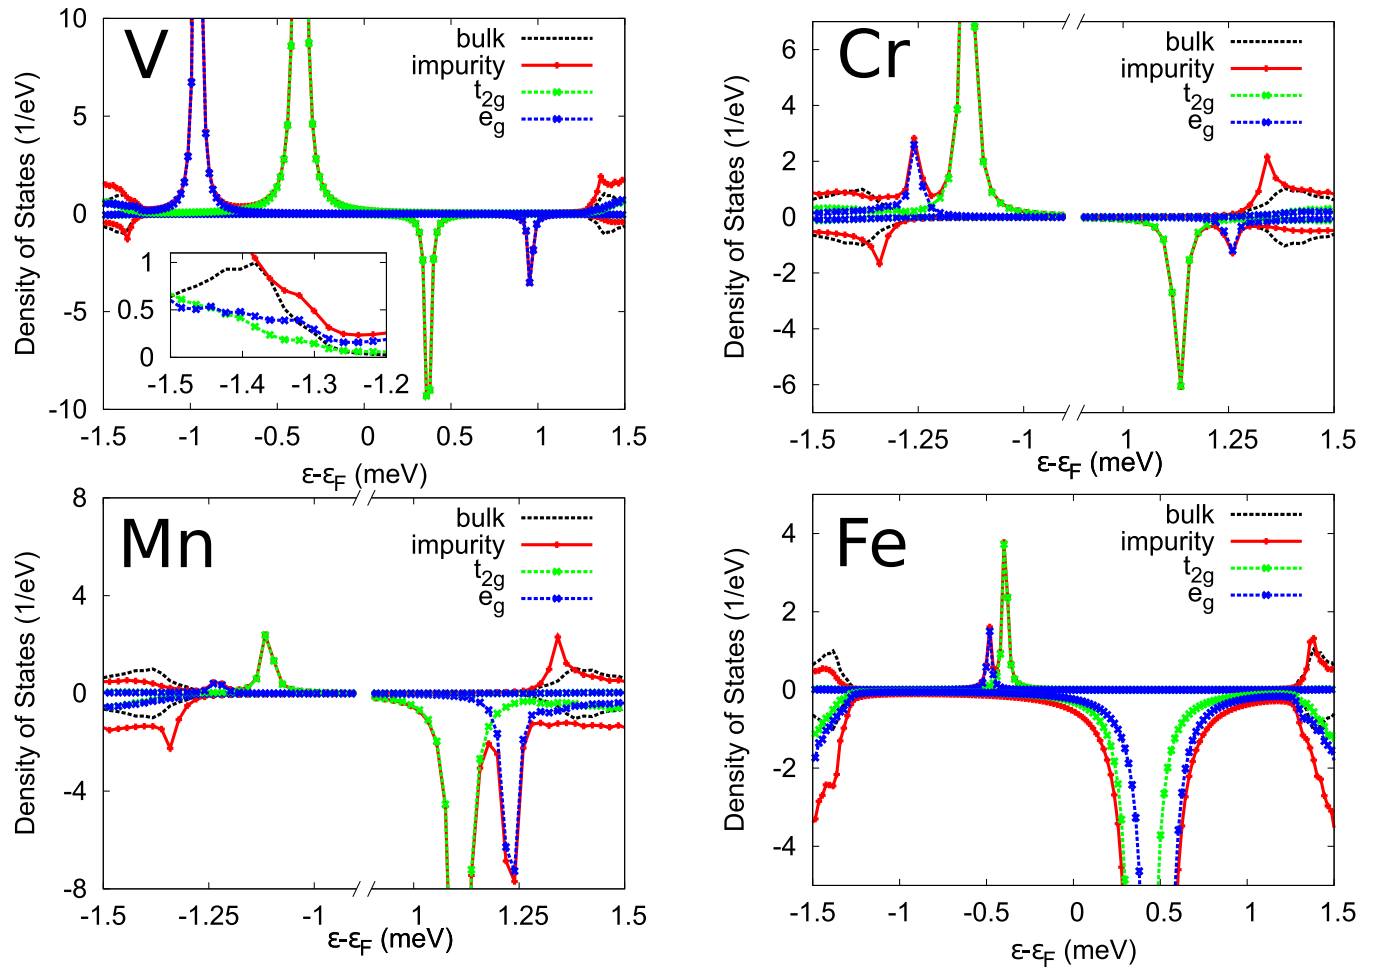 V
bulk
impurity
t2g
eg
Density of States (1/eV)
10
5
0
-5
-10
1
0.5
0
-1.5
-1.4
-1.3
-1.2
-1.5
-1
-0.5
0
0.5
1
1.5
ε-εF (meV)
Cr
bulk
impurity
t2g
eg
Density of States (1/eV)
6
4
2
0
-2
-4
-6
-1.5
-1.25
-1
1
1.25
1.5
ε-εF (meV)
Mn
bulk
impurity
t2g
eg
Density of States (1/eV)
8
4
0
-4
-8
-1.5
-1.25
-1
1
1.25
1.5
ε-εF (meV)
Fe
bulk
impurity
t2g
eg
Density of States (1/eV)
4
2
0
-2
-4
-1.5
-1
-0.5
0
0.5
1
1.5
ε-εF (meV)